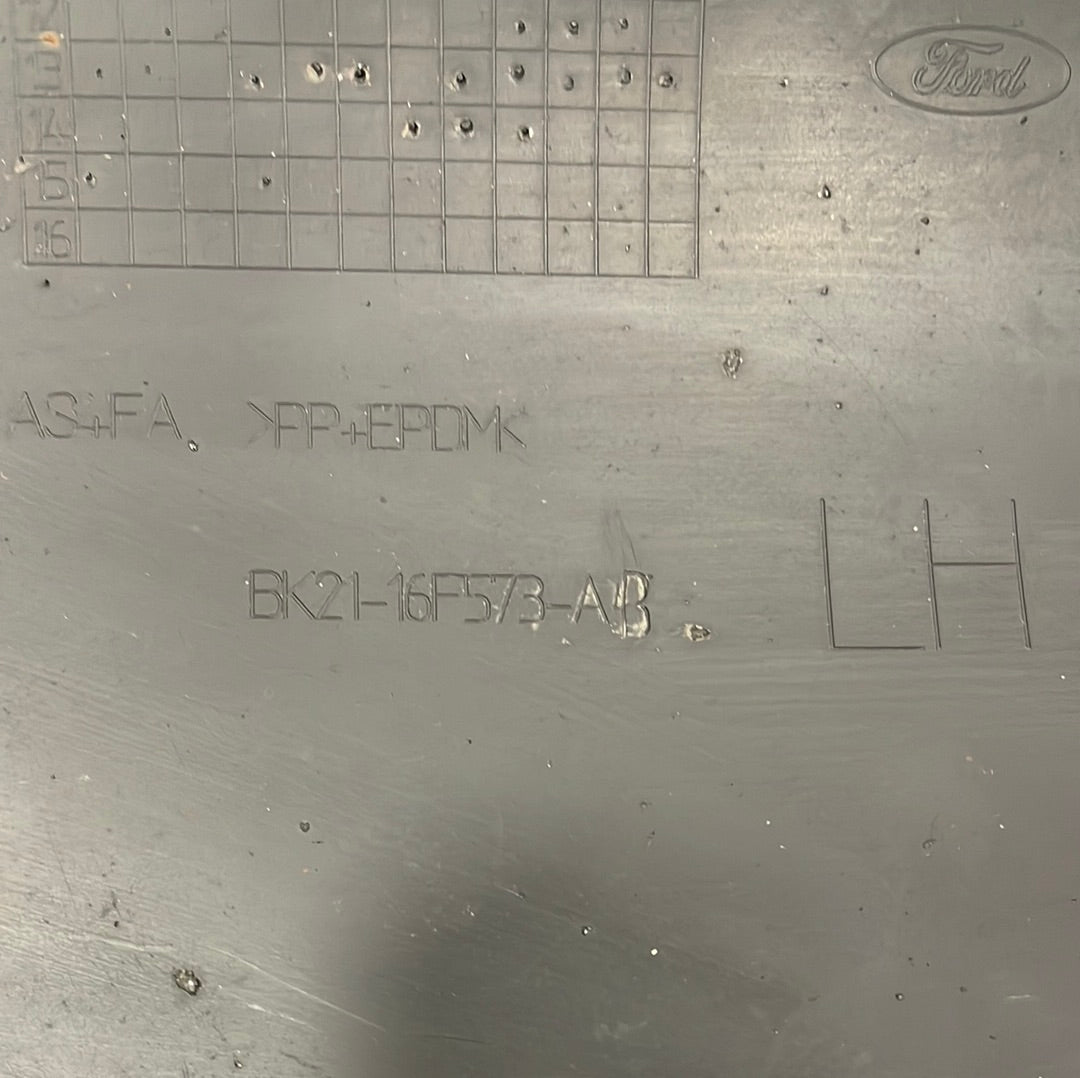 13
14
15
16
Ford
AS+FA >PP+EPDM<
LH
BK21-16F573-AB